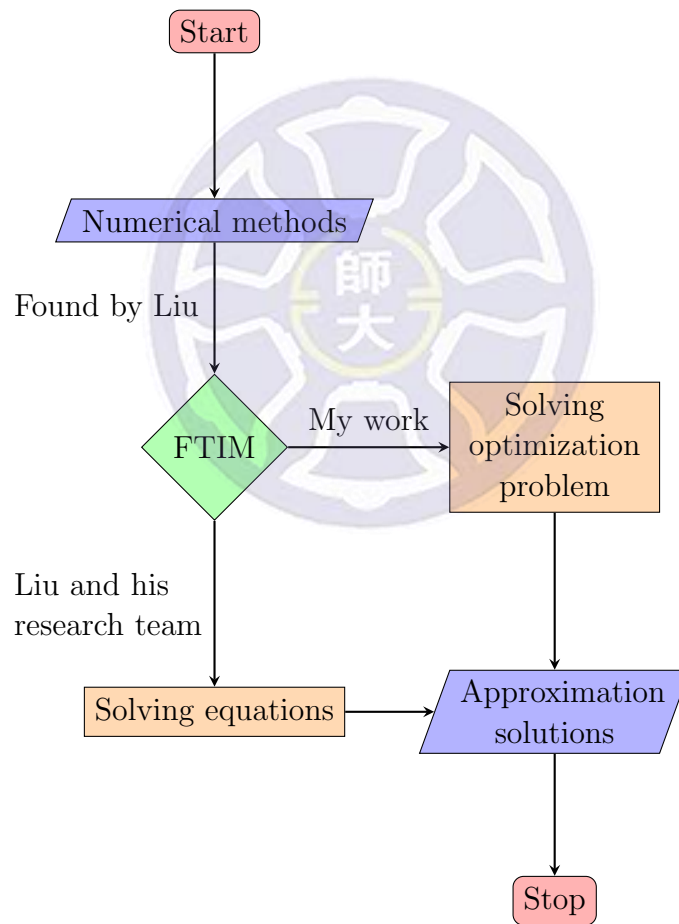 Start
Numerical methods
師
大
Found by Liu
FTIM
My work
Solving
optimization
problem
Liu and his
research team
Solving equations
Approximation
solutions
Stop